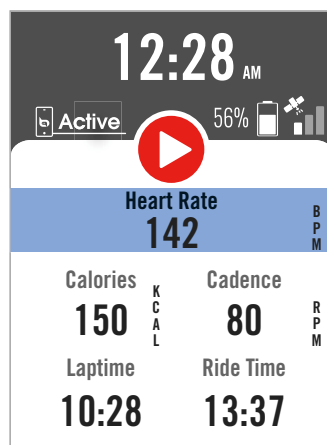 12:28 AM
b Active 56%
Heart Rate
142 BPM
Calories Cadence
150 KCAL 80 RPM
Laptime Ride Time
10:28 13:37